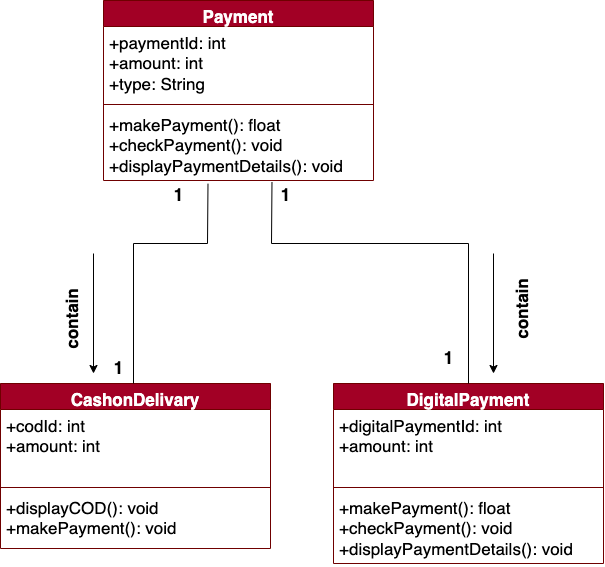 Payment
+paymentId: int
+amount: int
+type: String
+makePayment(): float
+checkPayment(): void
+displayPaymentDetails(): void
1
1
contain
contain
1
1
CashonDelivary
+codId: int
+amount: int
+displayCOD(): void
+makePayment(): void
DigitalPayment
+digitalPaymentId: int
+amount: int
+makePayment(): float
+checkPayment(): void
+displayPaymentDetails(): void